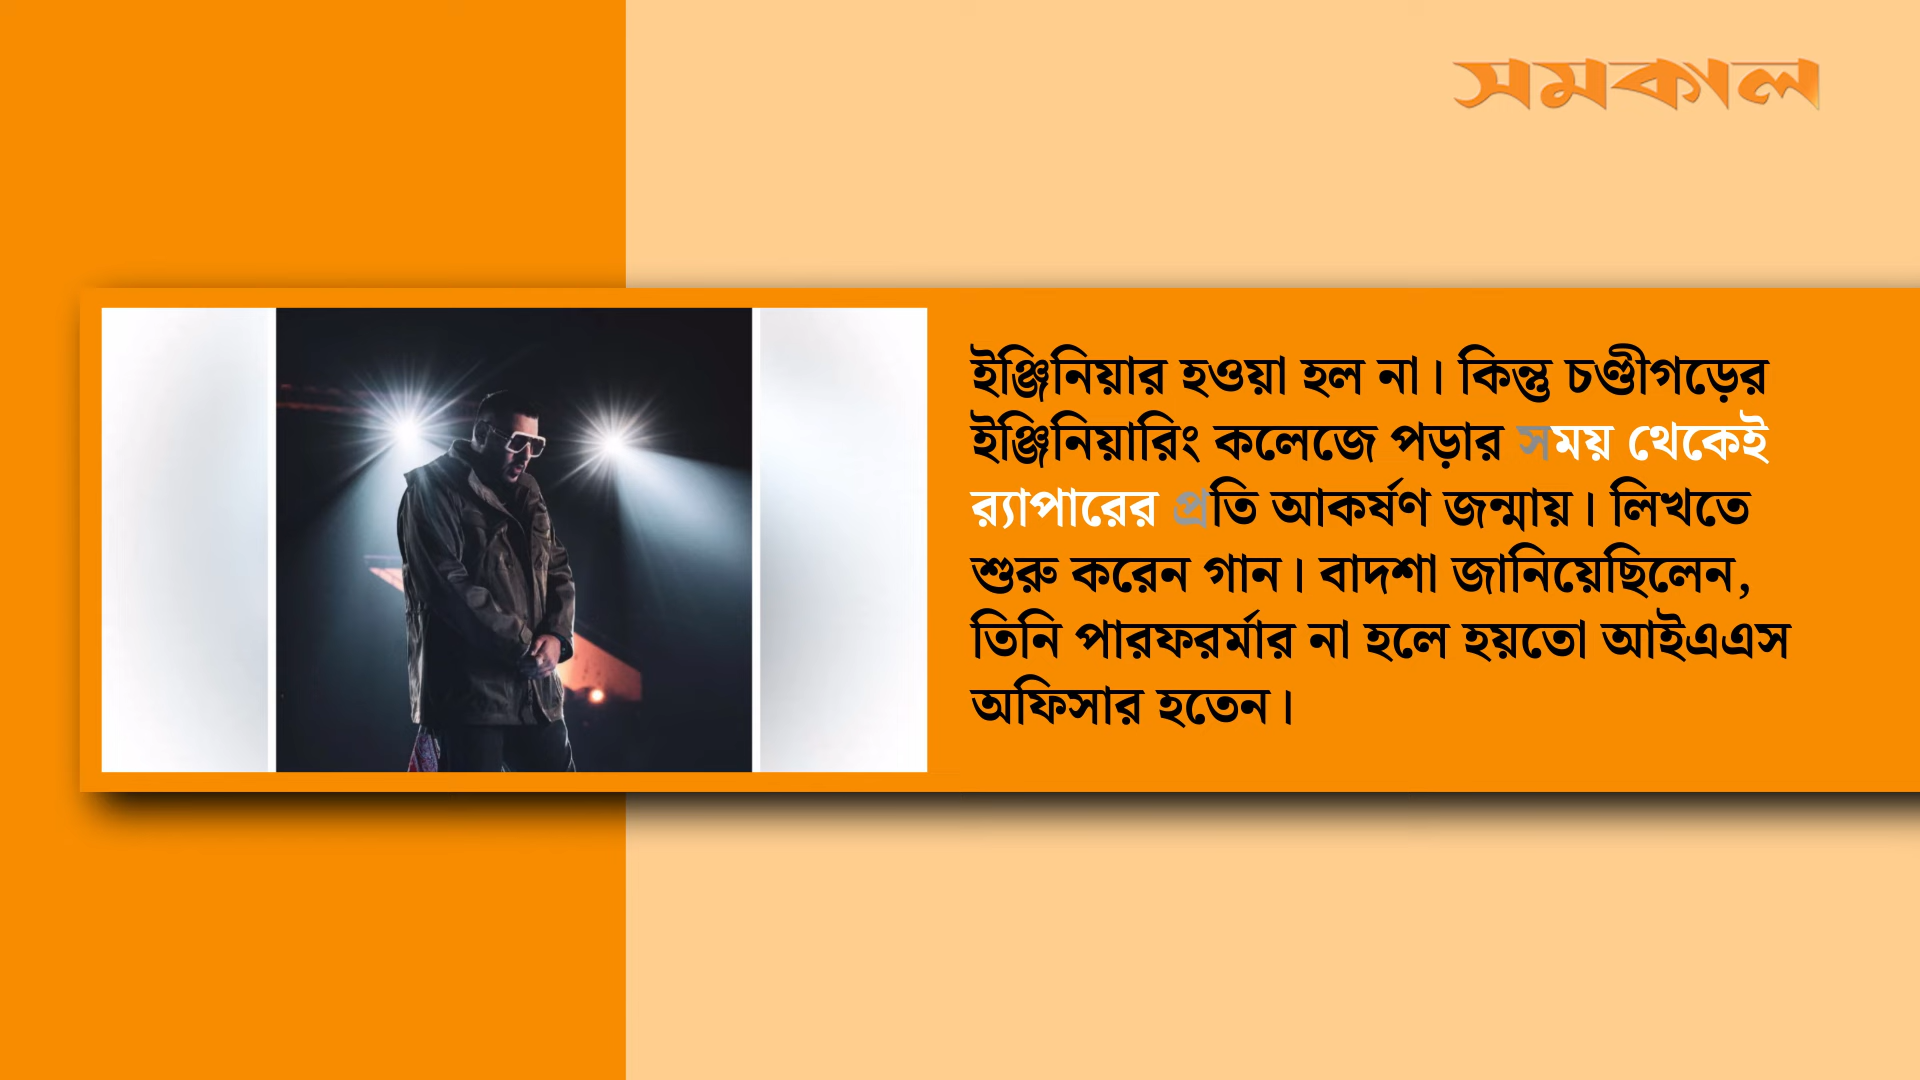 সমকাল
ইঞ্জিনিয়ার হওয়া হল না। কিন্তু চণ্ডীগড়ের
ইঞ্জিনিয়ারিং কলেজে পড়ার সময় থেকেই
র‍্যাপারের প্রতি আকর্ষণ জন্মায়। লিখতে
শুরু করেন গান। বাদশা জানিয়েছিলেন,
তিনি পারফরর্মার না হলে হয়তো আইএএস
অফিসার হতেন।